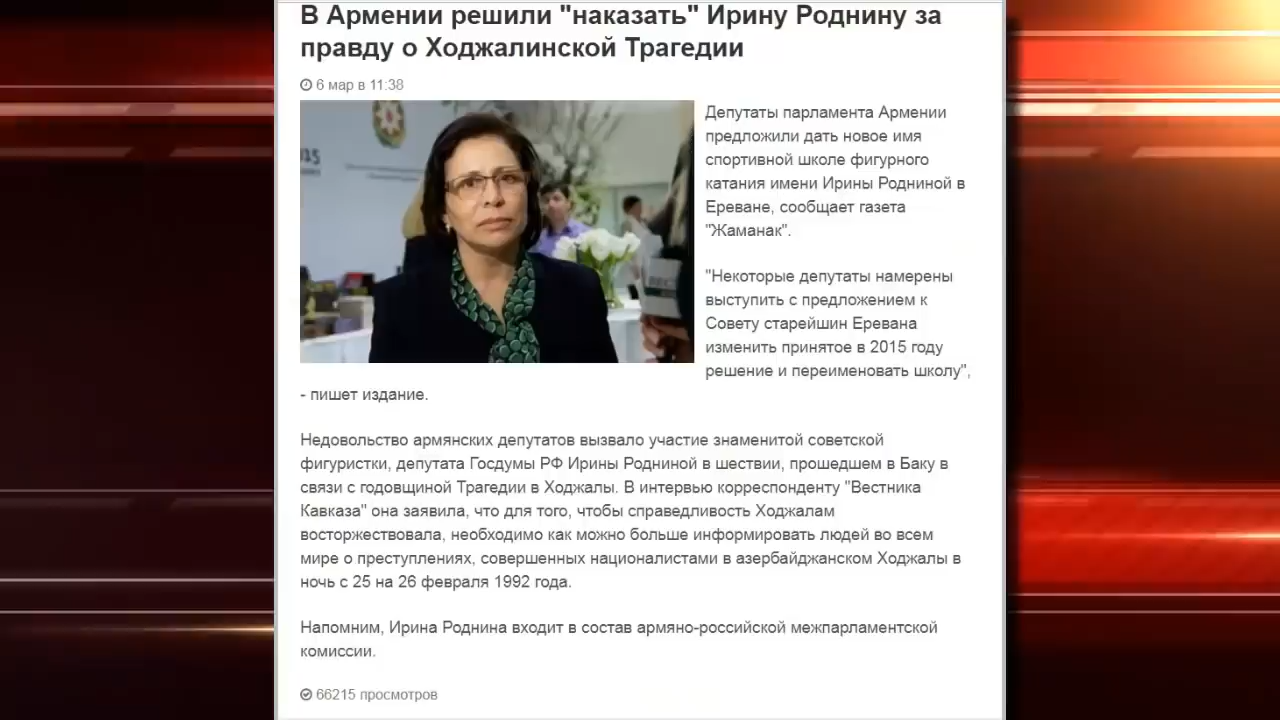 В Армении решили "наказать" Ирину Роднину за
правду о Ходжалинской Трагедии
6 мар в 11:38
Депутаты парламента Армении
предложили дать новое имя
спортивной школе фигурного
катания имени Ирины Родниной в
Ереване, сообщает газета
"Жаманак".
"Некоторые депутаты намерены
выступить с предложением к
Совету старейшин Еревана
изменить принятое в 2015 году
решение и переименовать школу",
- пишет издание.
Недовольство армянских депутатов вызвало участие знаменитой советской
фигуристки, депутата Госдумы РФ Ирины Родниной в шествии, прошедшем в Баку в
связи с годовщиной Трагедии в Ходжалы. В интервью корреспонденту "Вестника
Кавказа" она заявила, что для того, чтобы справедливость Ходжалам
восторжествовала, необходимо как можно больше информировать людей во всем
мире о преступлениях, совершенных националистами в азербайджанском Ходжалы в
ночь с 25 на 26 февраля 1992 года.
Напомним, Ирина Роднина входит в состав армяно-российской межпарламентской
комиссии.
66215 просмотров